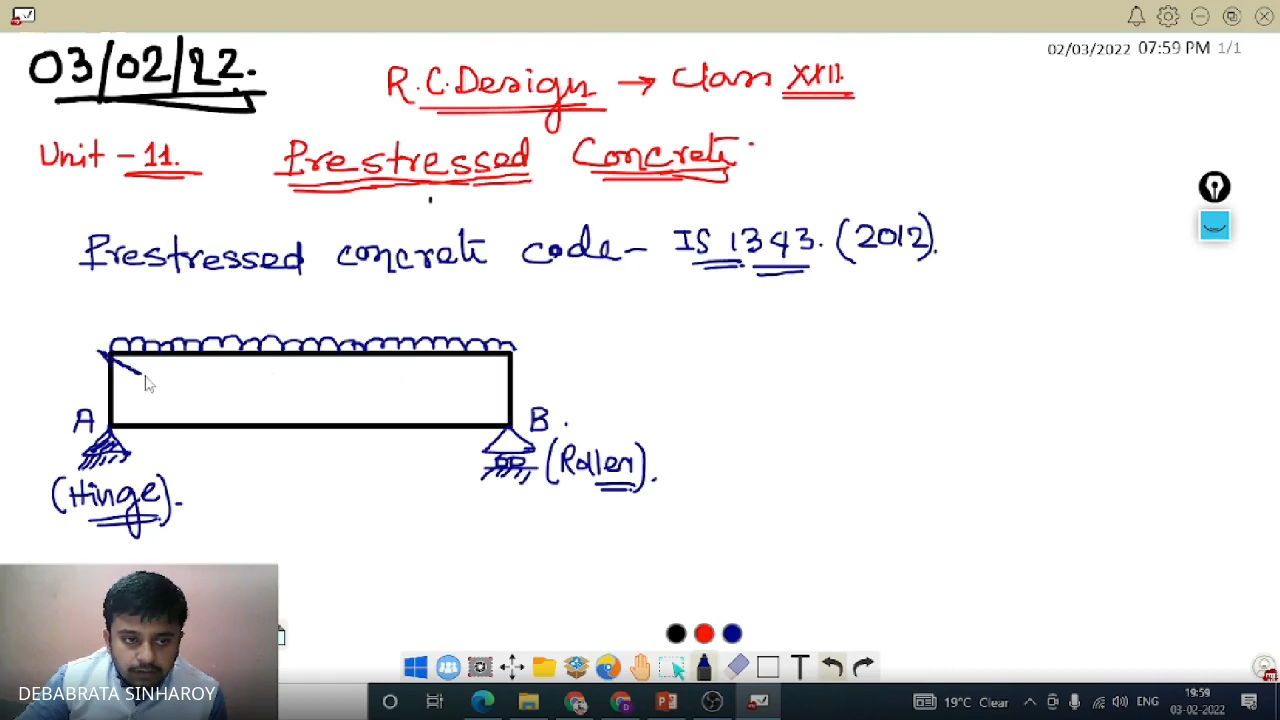 02/03/2022 07:59 PM 1/1
03/02/22.
R.C.Design → Class XXII.
Unit - 11. Prestressed Concrete.
Prestressed concrete code - IS 1343. (2012).
A
B.
(Hinge).
(Roller).
DEBABRATA SINHAROY
T
19°C Clear
ENG
19:59
03-02-2022